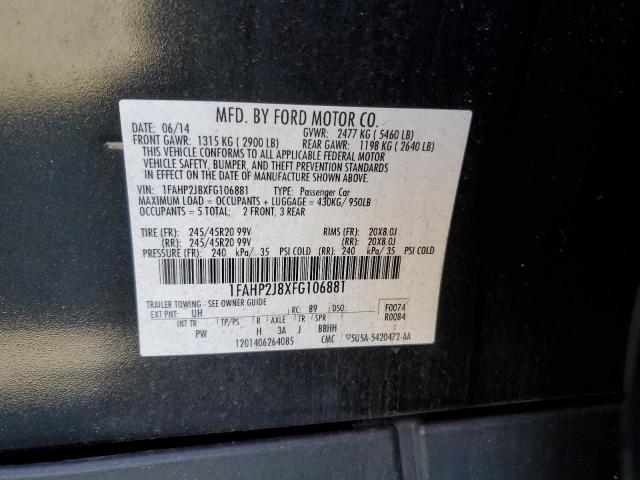 MFD. BY FORD MOTOR CO.
DATE: 06/14 GVWR: 2477 KG ( 5460 LB)
FRONT GAWR: 1315 KG ( 2900 LB) REAR GAWR: 1198 KG ( 2640 LB)
THIS VEHICLE CONFORMS TO ALL APPLICABLE FEDERAL MOTOR
VEHICLE SAFETY, BUMPER, AND THEFT PREVENTION STANDARDS
IN EFFECT ON THE DATE OF MANUFACTURE SHOWN ABOVE.
VIN: 1FAHP2J8XFG106881 TYPE: Passenger Car
MAXIMUM LOAD = OCCUPANTS + LUGGAGE = 430KG/ 950LB
OCCUPANTS = 5 TOTAL; 2 FRONT, 3 REAR
TIRE (FR): 245/45R20 99V RIMS (FR): 20X8.0J
(RR): 245/45R20 99V (RR): 20X8.0J
PRESSURE (FR): 240 kPa/ 35 PSI COLD (RR): 240 kPa/ 35 PSI COLD
1FAHP2J8XFG106881
TRAILER TOWING - SEE OWNER GUIDE
EXT PNT: UH RC: 89 DSO: F0074
R0084
INT TR TP/PS R AXLE TR SPR
PW H 3A J BBHH
1201406264085 CMC 5U5A-5420472-AA